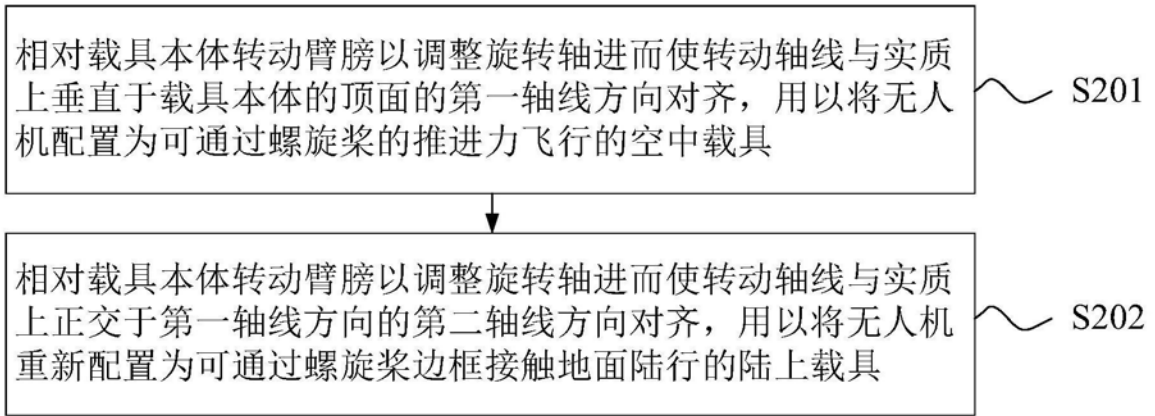 相对载具本体转动臂膀以调整旋转轴进而使转动轴线与实质
上垂直于载具本体的顶面的第一轴线方向对齐，用以将无人
机配置为可通过螺旋桨的推进力飞行的空中载具
S201
相对载具本体转动臂膀以调整旋转轴进而使转动轴线与实质
上正交于第一轴线方向的第二轴线方向对齐，用以将无人机
重新配置为可通过螺旋桨边框接触地面陆行的陆上载具
S202